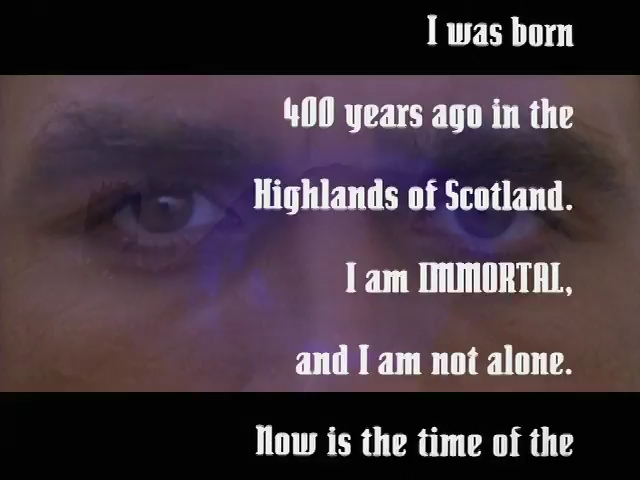 I was born
400 years ago in the
Highlands of Scotland.
I am IMMORTAL,
and I am not alone.
Now is the time of the